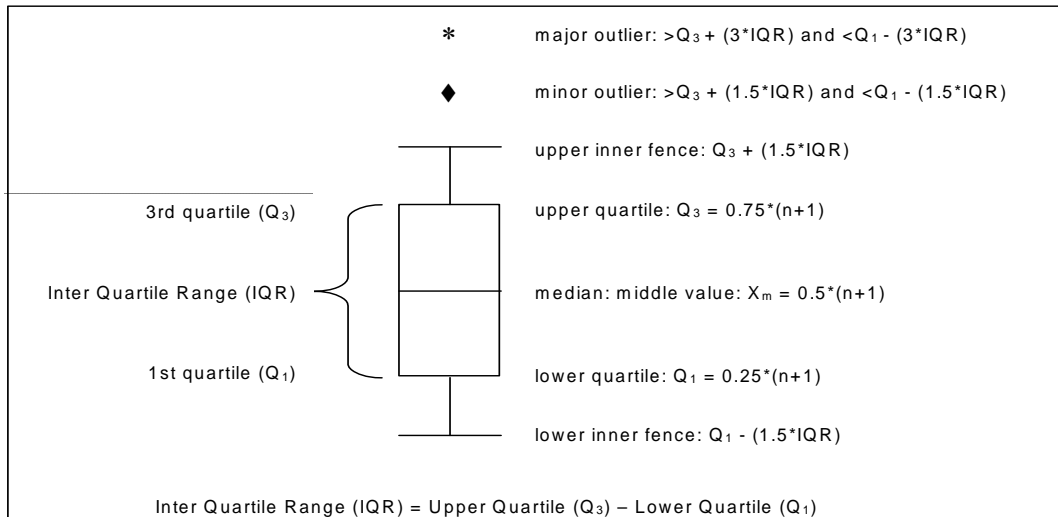 * major outlier: >Q₃ + (3*IQR) and <Q₁ - (3*IQR)
minor outlier: >Q₃ + (1.5*IQR) and <Q₁ - (1.5*IQR)
upper inner fence: Q₃ + (1.5*IQR)
3rd quartile (Q₃)
upper quartile: Q₃ = 0.75*(n+1)
Inter Quartile Range (IQR)
median: middle value: Xₘ = 0.5*(n+1)
1st quartile (Q₁)
lower quartile: Q₁ = 0.25*(n+1)
lower inner fence: Q₁ - (1.5*IQR)
Inter Quartile Range (IQR) = Upper Quartile (Q₃) – Lower Quartile (Q₁)